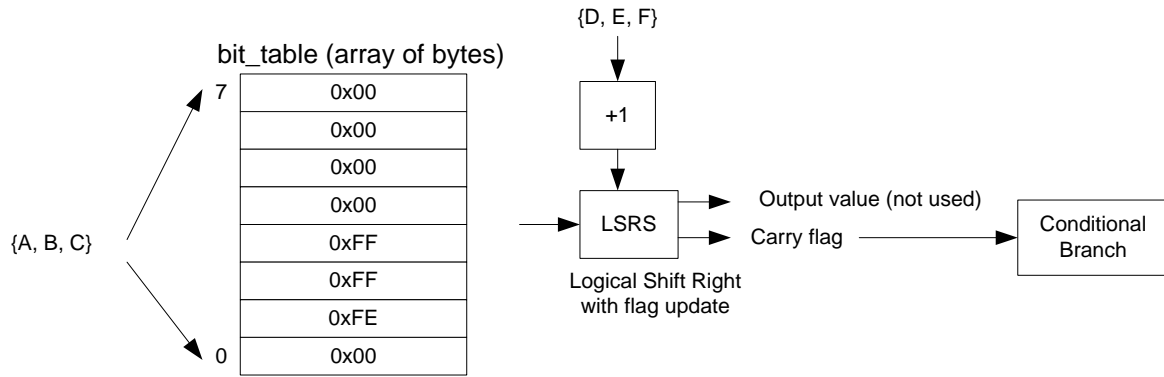 {D, E, F}
bit_table (array of bytes)
7
0x00
0x00
0x00
0x00
0xFF
0xFF
0xFE
0
0x00
{A, B, C}
+1
LSRS
Logical Shift Right
with flag update
Output value (not used)
Carry flag
Conditional
Branch